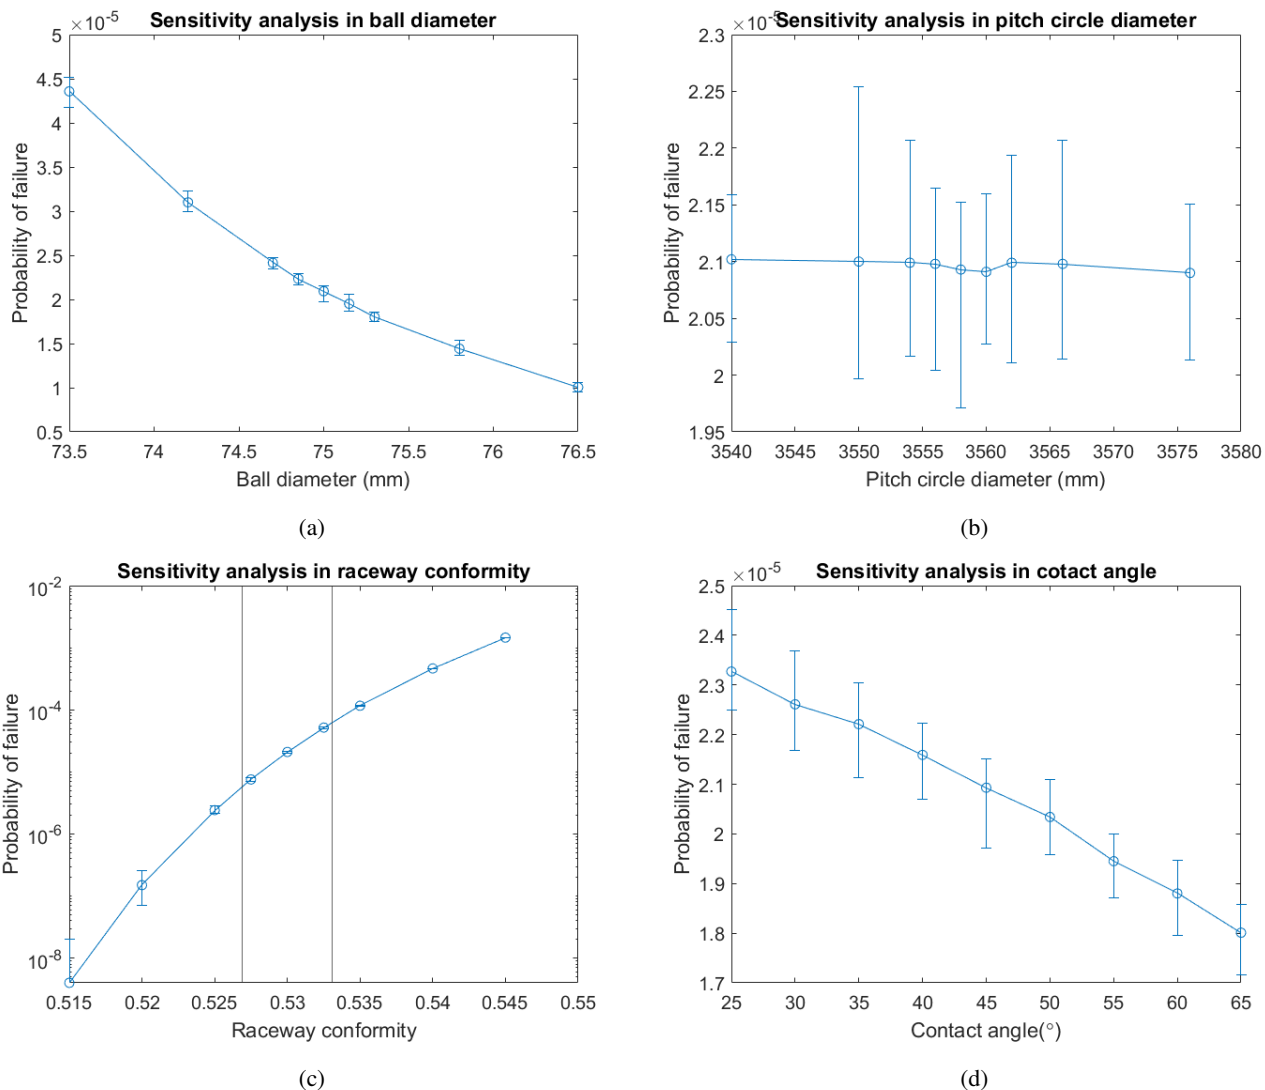 ×10⁻⁵ Sensitivity analysis in ball diameter
5
4.5
4
3.5
3
2.5
2
1.5
1
0.5
Probability of failure
73.5 74 74.5 75 75.5 76 76.5
Ball diameter (mm)
(a)
×10⁻⁵ Sensitivity analysis in pitch circle diameter
2.3
2.25
2.2
2.15
2.1
2.05
2
1.95
Probability of failure
3540 3545 3550 3555 3560 3565 3570 3575 3580
Pitch circle diameter (mm)
(b)
Sensitivity analysis in raceway conformity
10⁻²
10⁻⁴
10⁻⁶
10⁻⁸
Probability of failure
0.515 0.52 0.525 0.53 0.535 0.54 0.545 0.55
Raceway conformity
(c)
×10⁻⁵ Sensitivity analysis in cotact angle
2.5
2.4
2.3
2.2
2.1
2
1.9
1.8
1.7
Probability of failure
25 30 35 40 45 50 55 60 65
Contact angle(°)
(d)